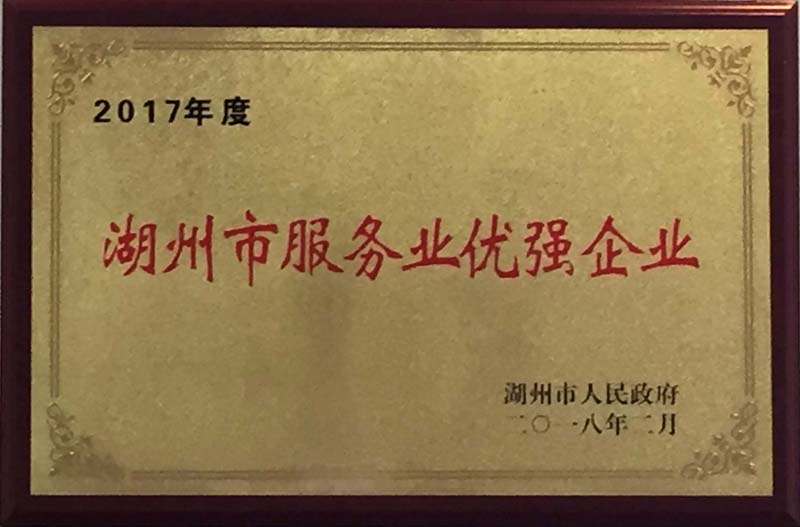 2017年度
湖州市服务业优强企业
湖州市人民政府
二〇一八年二月